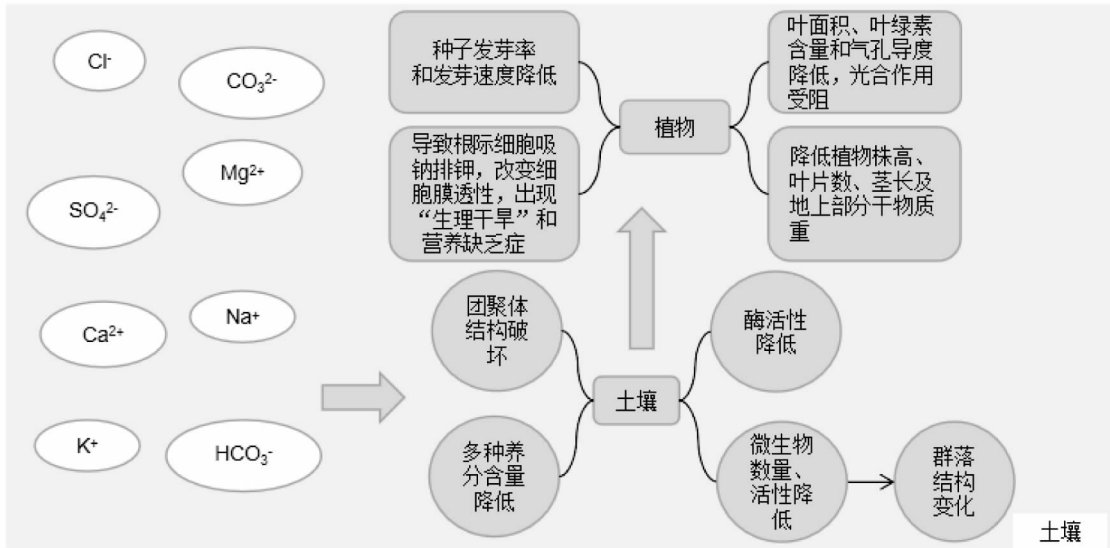 Cl⁻
CO₃²⁻
Mg²⁺
SO₄²⁻
Ca²⁺
Na⁺
K⁺
HCO₃⁻
种子发芽率
和发芽速度降低
导致根际细胞吸
钠排钾，改变细
胞膜透性，出现
“生理干旱”和
营养缺乏症
植物
叶面积、叶绿素
含量和气孔导度
降低，光合作用
受阻
降低植物株高、
叶片数、茎长及
地上部分干物质
重
团聚体
结构破
坏
多种养
分含量
降低
土壤
酶活性
降低
微生物
数量、
活性降
低
群落
结构
变化
土壤